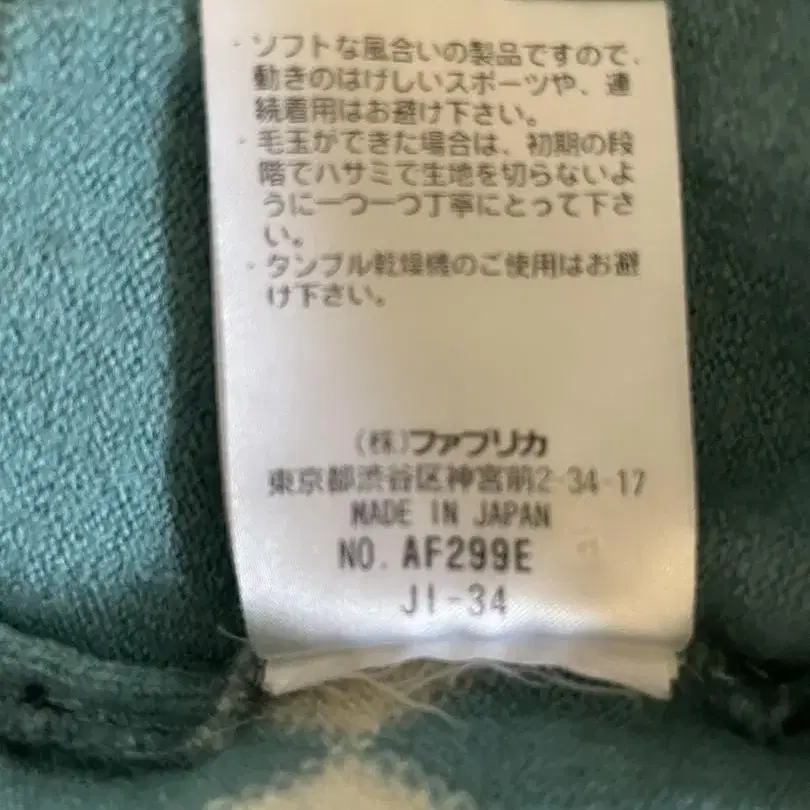 ・ソフトな風合いの製品ですので、
動きのはげしいスポーツや、連
続着用はお避け下さい。
・毛玉ができた場合は、初期の段
階でハサミで生地を切らないよ
うに一つ一つ丁寧にとって下さ
い。
・タンブル乾燥機のご使用はお避
け下さい。
(株)ファブリカ
東京都渋谷区神宮前2-34-17
MADE IN JAPAN
NO. AF299E
JI-34